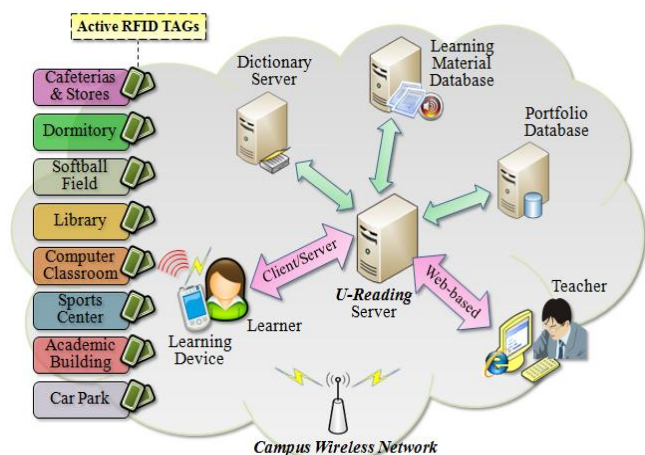 Active RFID TAGs
Cafeterias
& Stores
Dormitory
Softball
Field
Library
Computer
Classroom
Sports
Center
Academic
Building
Car Park
Dictionary
Server
Learning
Material
Database
Portfolio
Database
Client/Server
U-Reading
Server
Web-based
Teacher
Learner
Learning
Device
Campus Wireless Network